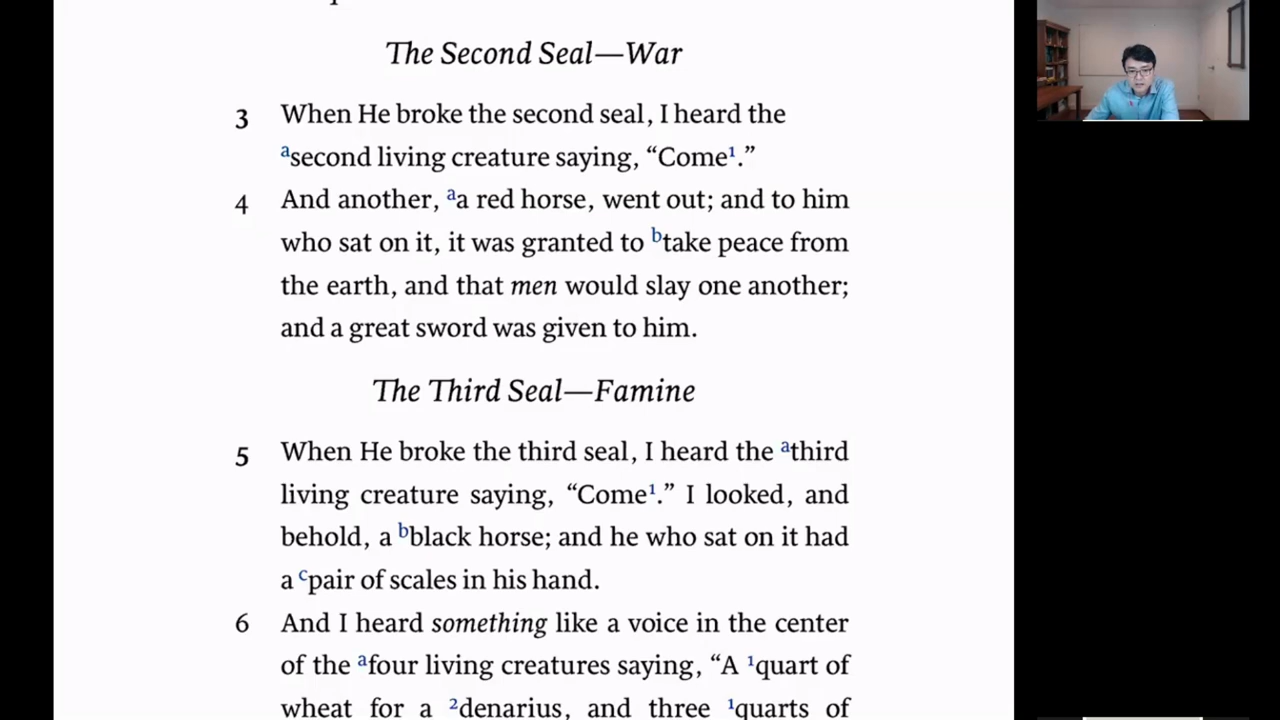 The Second Seal—War
3 When He broke the second seal, I heard the
ᵃsecond living creature saying, “Come¹.”
4 And another, ᵃa red horse, went out; and to him
who sat on it, it was granted to ᵇtake peace from
the earth, and that men would slay one another;
and a great sword was given to him.
The Third Seal—Famine
5 When He broke the third seal, I heard the ᵃthird
living creature saying, “Come¹.” I looked, and
behold, a ᵇblack horse; and he who sat on it had
a ᶜpair of scales in his hand.
6 And I heard something like a voice in the center
of the ᵃfour living creatures saying, “A ¹quart of
wheat for a ²denarius, and three ¹quarts of